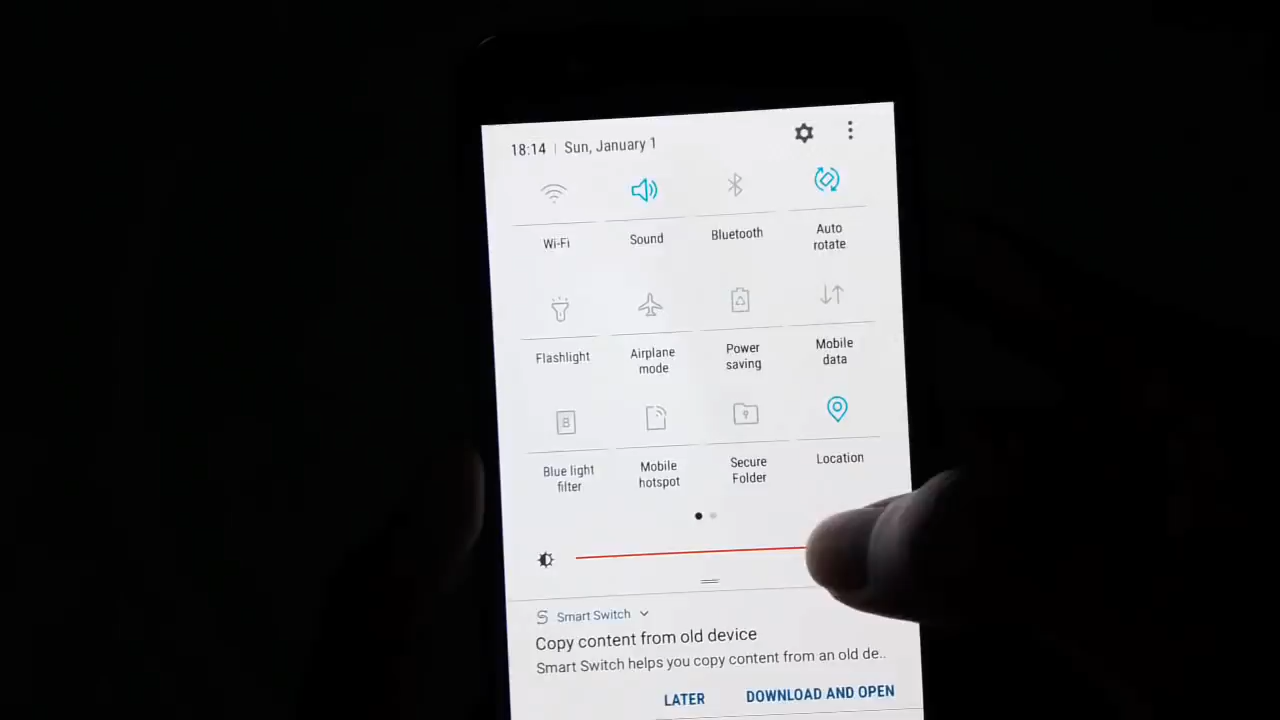 18:14 | Sun, January 1
Wi-Fi
Sound
Bluetooth
Auto
rotate
Flashlight
Airplane
mode
Power
saving
Mobile
data
Blue light
filter
Mobile
hotspot
Secure
Folder
Location
Smart Switch
Copy content from old device
Smart Switch helps you copy content from an old de..
LATER
DOWNLOAD AND OPEN